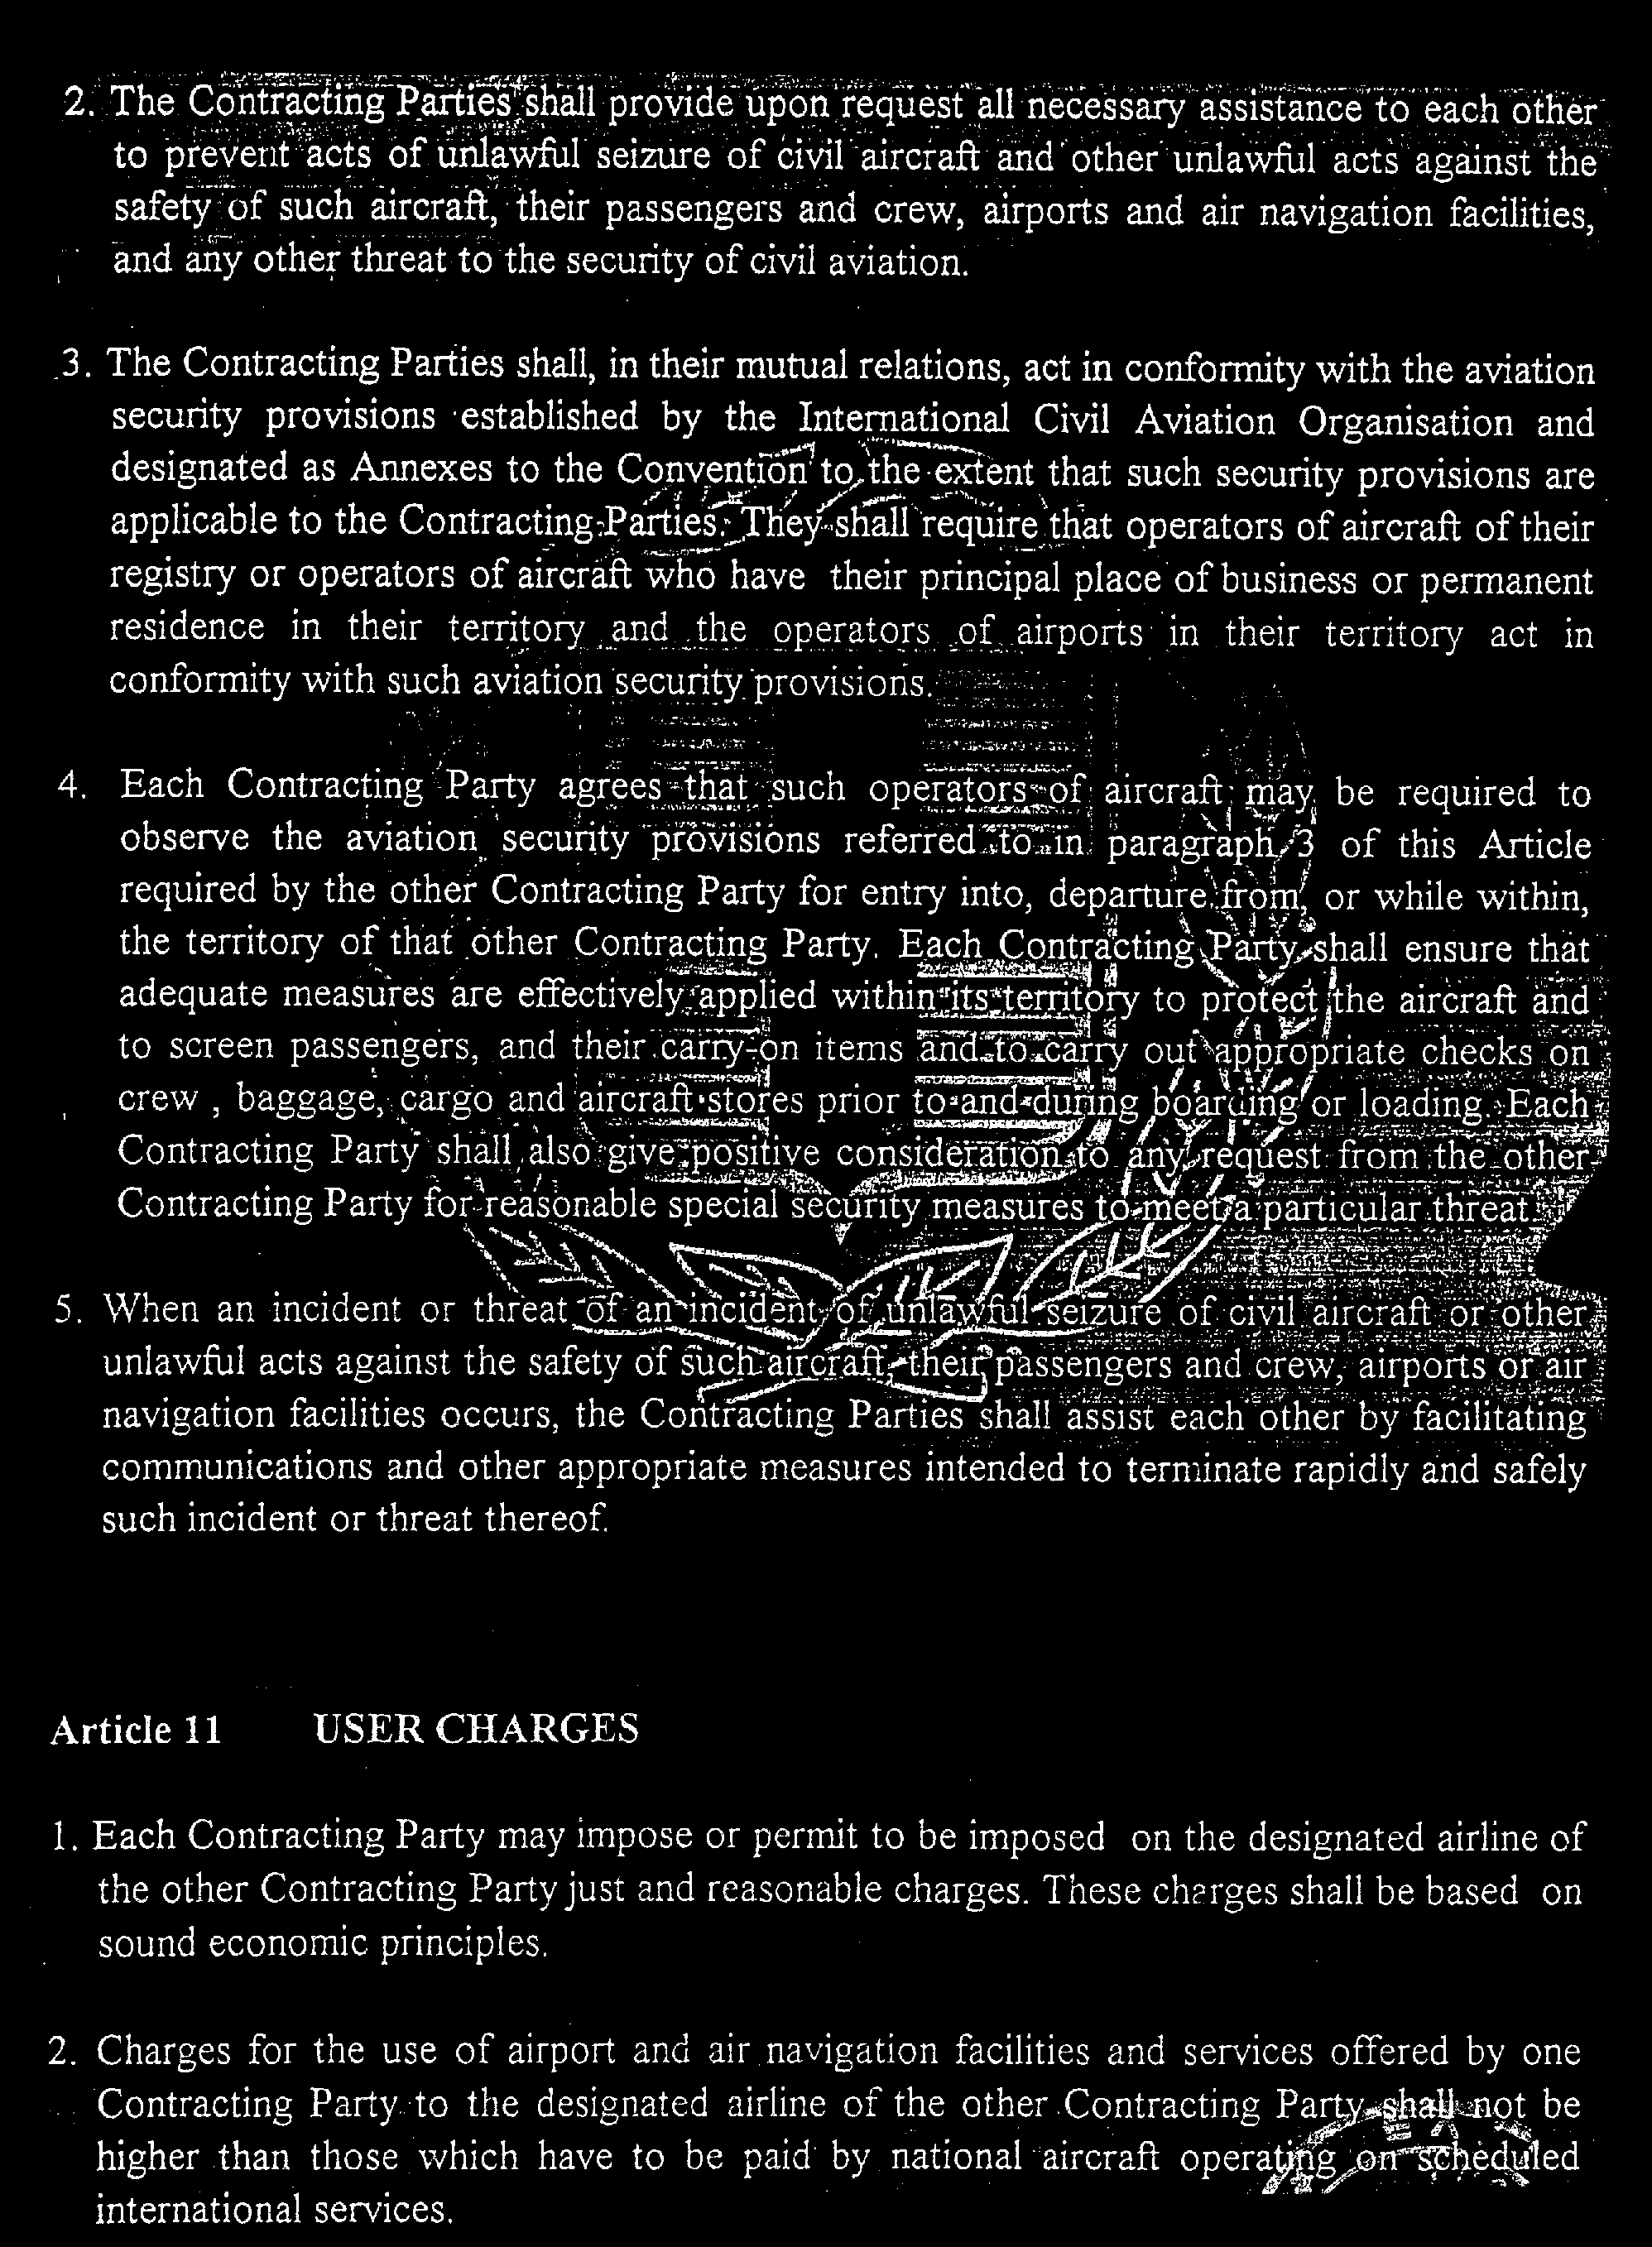 2. The Contracting Parties shall provide upon request all necessary assistance to each other
to prevent acts of unlawful seizure of civil aircraft and other unlawful acts against the
safety of such aircraft, their passengers and crew, airports and air navigation facilities,
and any other threat to the security of civil aviation.
3. The Contracting Parties shall, in their mutual relations, act in conformity with the aviation
security provisions established by the International Civil Aviation Organisation and
designated as Annexes to the Convention to the extent that such security provisions are
applicable to the Contracting Parties. They shall require that operators of aircraft of their
registry or operators of aircraft who have their principal place of business or permanent
residence in their territory and the operators of airports in their territory act in
conformity with such aviation security provisions.
4. Each Contracting Party agrees that such operators of aircraft may be required to
observe the aviation security provisions referred to in paragraph 3 of this Article
required by the other Contracting Party for entry into, departure from, or while within,
the territory of that other Contracting Party. Each Contracting Party shall ensure that
adequate measures are effectively applied within its territory to protect the aircraft and
to screen passengers, and their carry-on items and to carry out appropriate checks on
crew , baggage, cargo and aircraft stores prior to and during boarding or loading. Each
Contracting Party shall also give positive consideration to any request from the other
Contracting Party for reasonable special security measures to meet a particular threat.
5. When an incident or threat of an incident of unlawful seizure of civil aircraft or other
unlawful acts against the safety of such aircraft, their passengers and crew, airports or air
navigation facilities occurs, the Contracting Parties shall assist each other by facilitating
communications and other appropriate measures intended to terminate rapidly and safely
such incident or threat thereof.
Article 11 USER CHARGES
1. Each Contracting Party may impose or permit to be imposed on the designated airline of
the other Contracting Party just and reasonable charges. These charges shall be based on
sound economic principles.
2. Charges for the use of airport and air navigation facilities and services offered by one
Contracting Party to the designated airline of the other Contracting Party shall not be
higher than those which have to be paid by national aircraft operating on scheduled
international services.